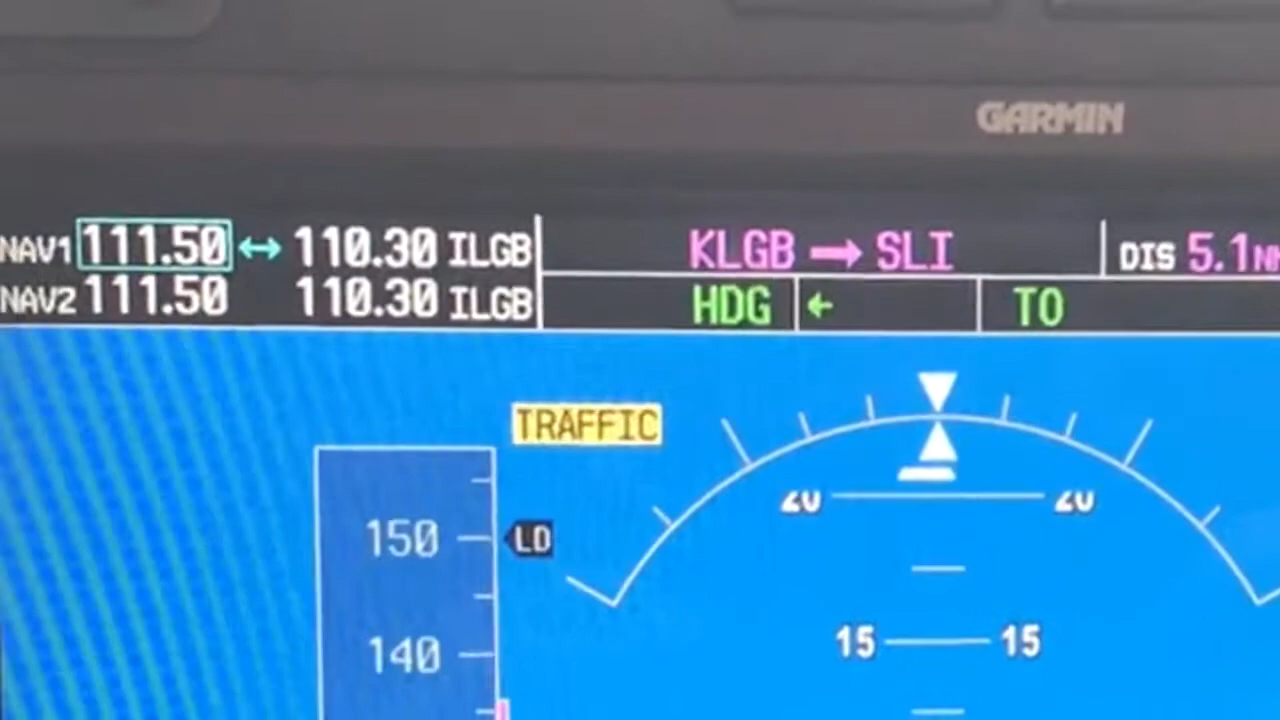 GARMIN
NAV1 111.50 ↔ 110.30 ILGB KLGB → SLI DIS 5.1NM
NAV2 111.50 110.30 ILGB HDG ← TO
TRAFFIC
20 20
150 LD
15 15
140